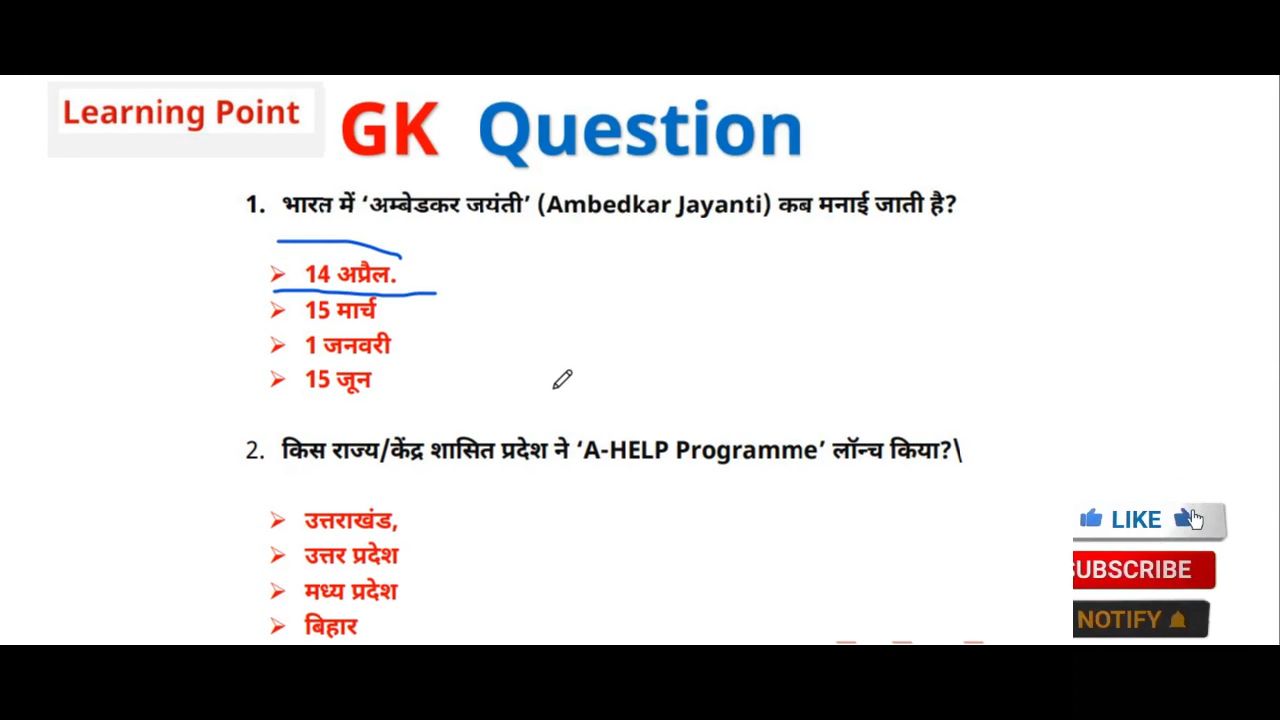 Learning Point
GK Question
1. भारत में ‘अम्बेडकर जयंती’ (Ambedkar Jayanti) कब मनाई जाती है?
➢ 14 अप्रैल.
➢ 15 मार्च
➢ 1 जनवरी
➢ 15 जून
2. किस राज्य/केंद्र शासित प्रदेश ने ‘A-HELP Programme’ लॉन्च किया?\
➢ उत्तराखंड,
➢ उत्तर प्रदेश
➢ मध्य प्रदेश
➢ बिहार
LIKE
SUBSCRIBE
NOTIFY